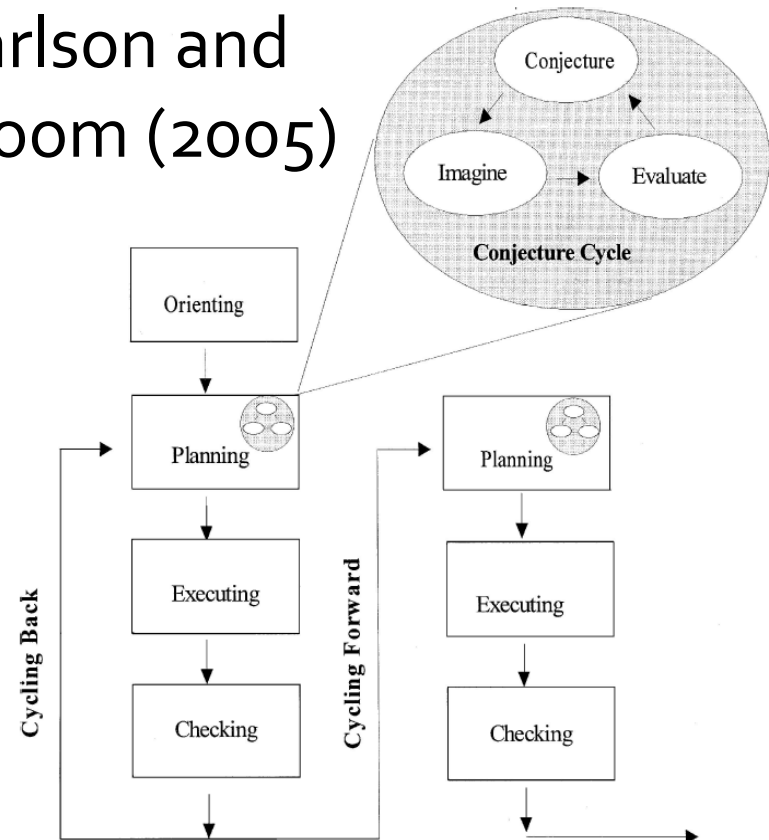 arlson and
oom (2005)
Conjecture
Imagine
Evaluate
Conjecture Cycle
Orienting
Planning
Executing
Checking
Cycling Back
Cycling Forward
Planning
Executing
Checking